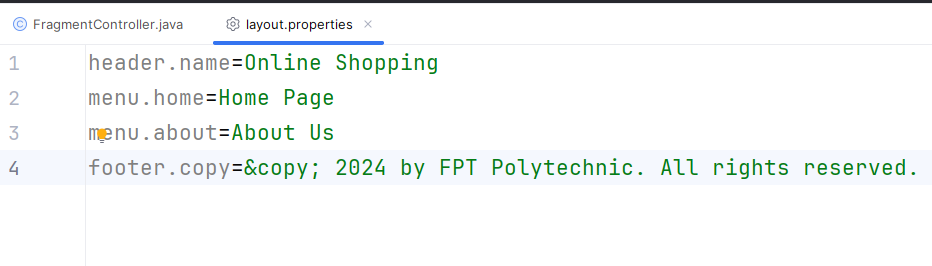 FragmentController.java layout.properties
1 header.name=Online Shopping
2 menu.home=Home Page
3 menu.about=About Us
4 footer.copy=&copy; 2024 by FPT Polytechnic. All rights reserved.